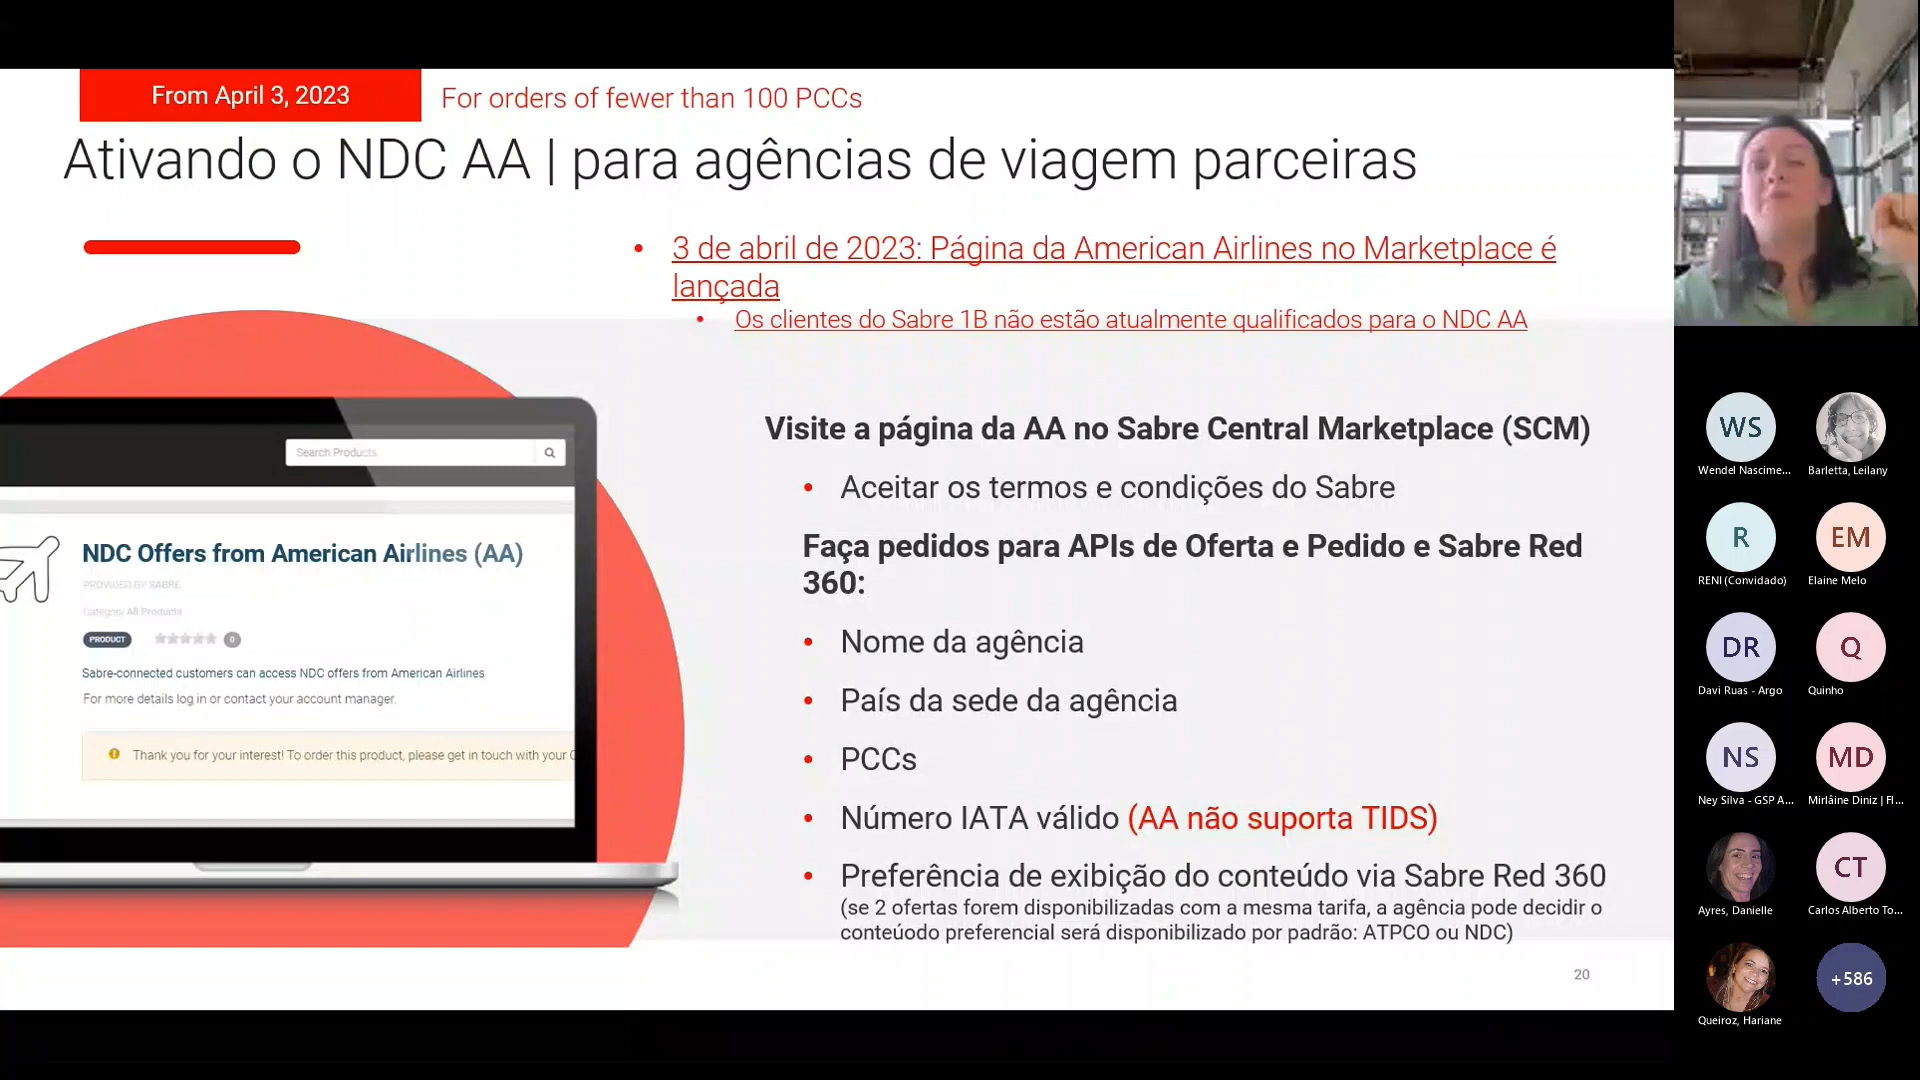 From April 3, 2023
For orders of fewer than 100 PCCs
Ativando o NDC AA | para agências de viagem parceiras
• 3 de abril de 2023: Página da American Airlines no Marketplace é
lançada
• Os clientes do Sabre 1B não estão atualmente qualificados para o NDC AA
Search Products
NDC Offers from American Airlines (AA)
PROVIDED BY SABRE
Category All Products
PRODUCT
0
Sabre-connected customers can access NDC offers from American Airlines
For more details log in or contact your account manager.
Thank you for your interest! To order this product, please get in touch with your
Visite a página da AA no Sabre Central Marketplace (SCM)
• Aceitar os termos e condições do Sabre
Faça pedidos para APIs de Oferta e Pedido e Sabre Red
360:
• Nome da agência
• País da sede da agência
• PCCs
• Número IATA válido (AA não suporta TIDS)
• Preferência de exibição do conteúdo via Sabre Red 360
(se 2 ofertas forem disponibilizadas com a mesma tarifa, a agência pode decidir o
conteúodo preferencial será disponibilizado por padrão: ATPCO ou NDC)
20
WS
Wendel Nascime...
Barletta, Leilany
R
RENI (Convidado)
EM
Elaine Melo
DR
Davi Ruas - Argo
Q
Quinho
NS
Ney Silva - GSP A...
MD
Mirláine Diniz | Fl...
Ayres, Danielle
CT
Carlos Alberto To...
Queiroz, Hariane
+586